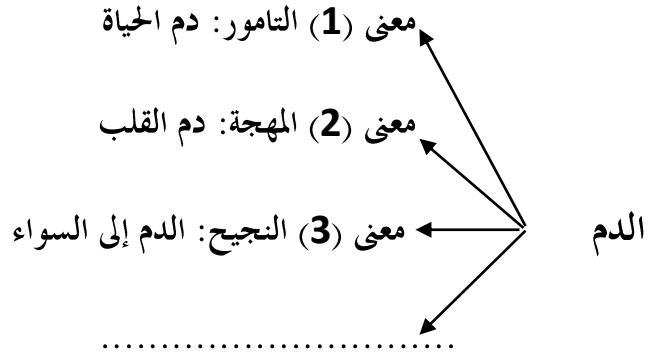 معنى (1) التامور: دم الحياة
معنى (2) المهجة: دم القلب
الدم
معنى (3) النجيح: الدم إلى السواء
..............................